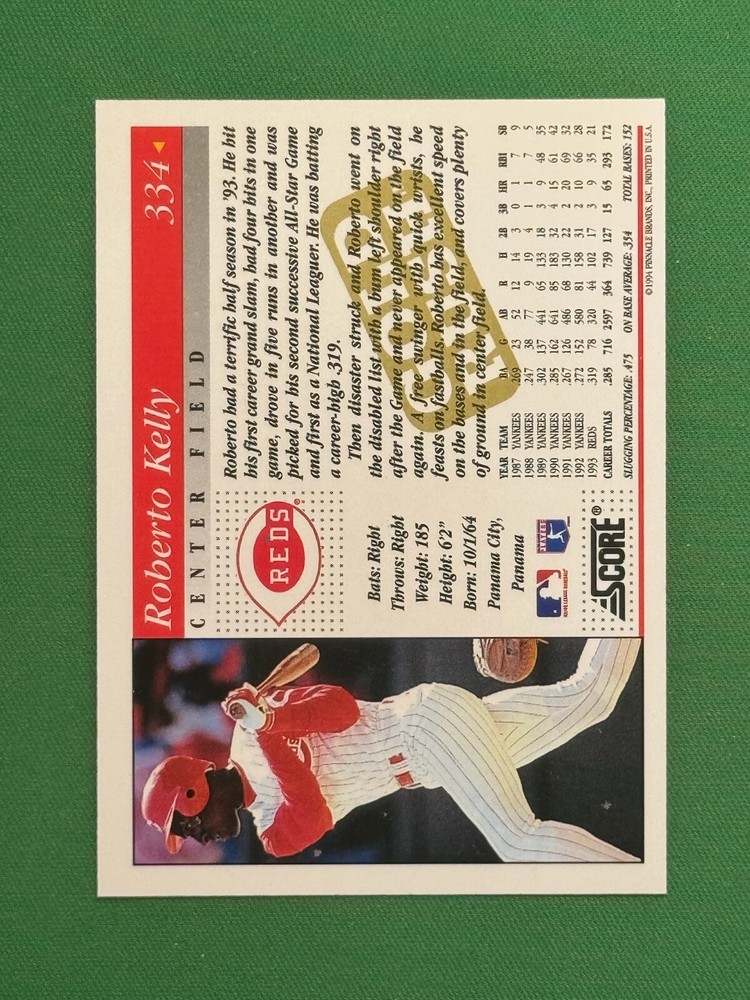 Roberto Kelly 334
CENTER FIELD
REDS®
Bats: Right
Throws: Right
Weight: 185
Height: 6'2"
Born: 10/1/64
Panama City,
Panama
SCORE®
Roberto had a terrific half season in '93. He hit
his first career grand slam, had four hits in one
game, drove in five runs in another and was
picked for his second successive All-Star Game
and first as a National Leaguer. He was batting
a career-high .319.
Then disaster struck and Roberto went on
the disabled list with a bum left shoulder right
after the Game and never appeared on the field
again. A free swinger with quick wrists, he
feasts on fastballs. Roberto has excellent speed
on the bases and in the field, and covers plenty
of ground in center field.
YEAR TEAM BA G AB R H 2B 3B HR RBI SB
1987 YANKEES .269 23 52 12 14 3 0 1 7 9
1988 YANKEES .247 38 77 9 19 4 1 1 7 5
1989 YANKEES .302 137 441 65 133 18 3 9 48 35
1990 YANKEES .285 162 641 85 183 32 4 15 61 42
1991 YANKEES .267 126 486 68 130 22 2 20 69 32
1992 YANKEES .272 152 580 81 158 31 2 10 66 28
1993 REDS .319 78 320 44 102 17 3 9 35 21
CAREER TOTALS .285 716 2597 364 739 127 15 65 293 172
SLUGGING PERCENTAGE: .475 ON BASE AVERAGE: .354 TOTAL BASES: 152
© 1994 PINNACLE BRANDS, INC., PRINTED IN U.S.A.